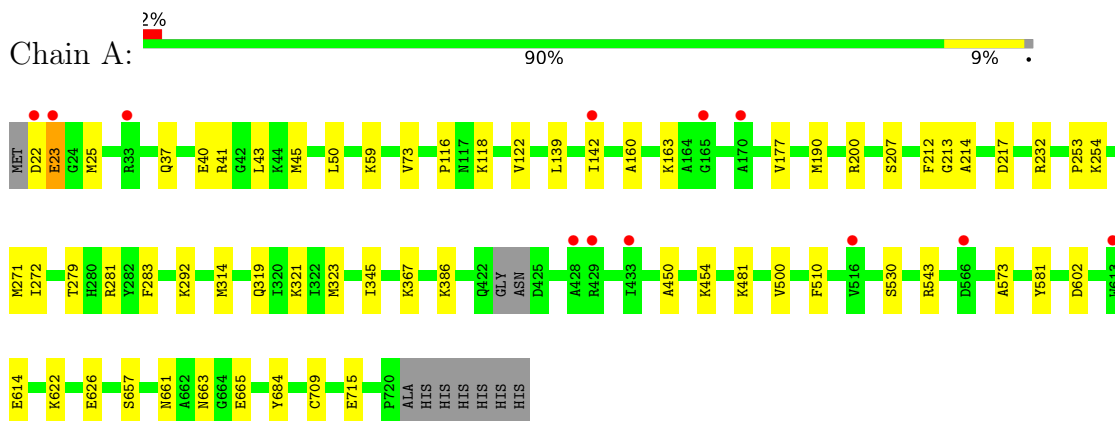 2%
Chain A:
90% 9% •
MET D22 E23 G24 M25 R33 Q37 E40 R41 G42 L43 K44 M45 L50 K59 V73 P116 N117 K118 V122 L139 I142 A160 K163 A164 G165 A170 V177 M190 R200 S207 F212 G213 A214 D217 R232 P253 K254
M271 I272 T279 H280 R281 Y282 F283 K292 M314 Q319 I320 K321 I322 M323 I345 K367 K386 Q422 GLY ASN D425 A428 R429 I433 A450 K454 K481 V500 F510 V516 S530 R543 D566 A573 Y581 D602 W613
E614 K622 E626 S657 N661 A662 N663 G664 E665 Y684 C709 E715 P720 ALA HIS HIS HIS HIS HIS HIS